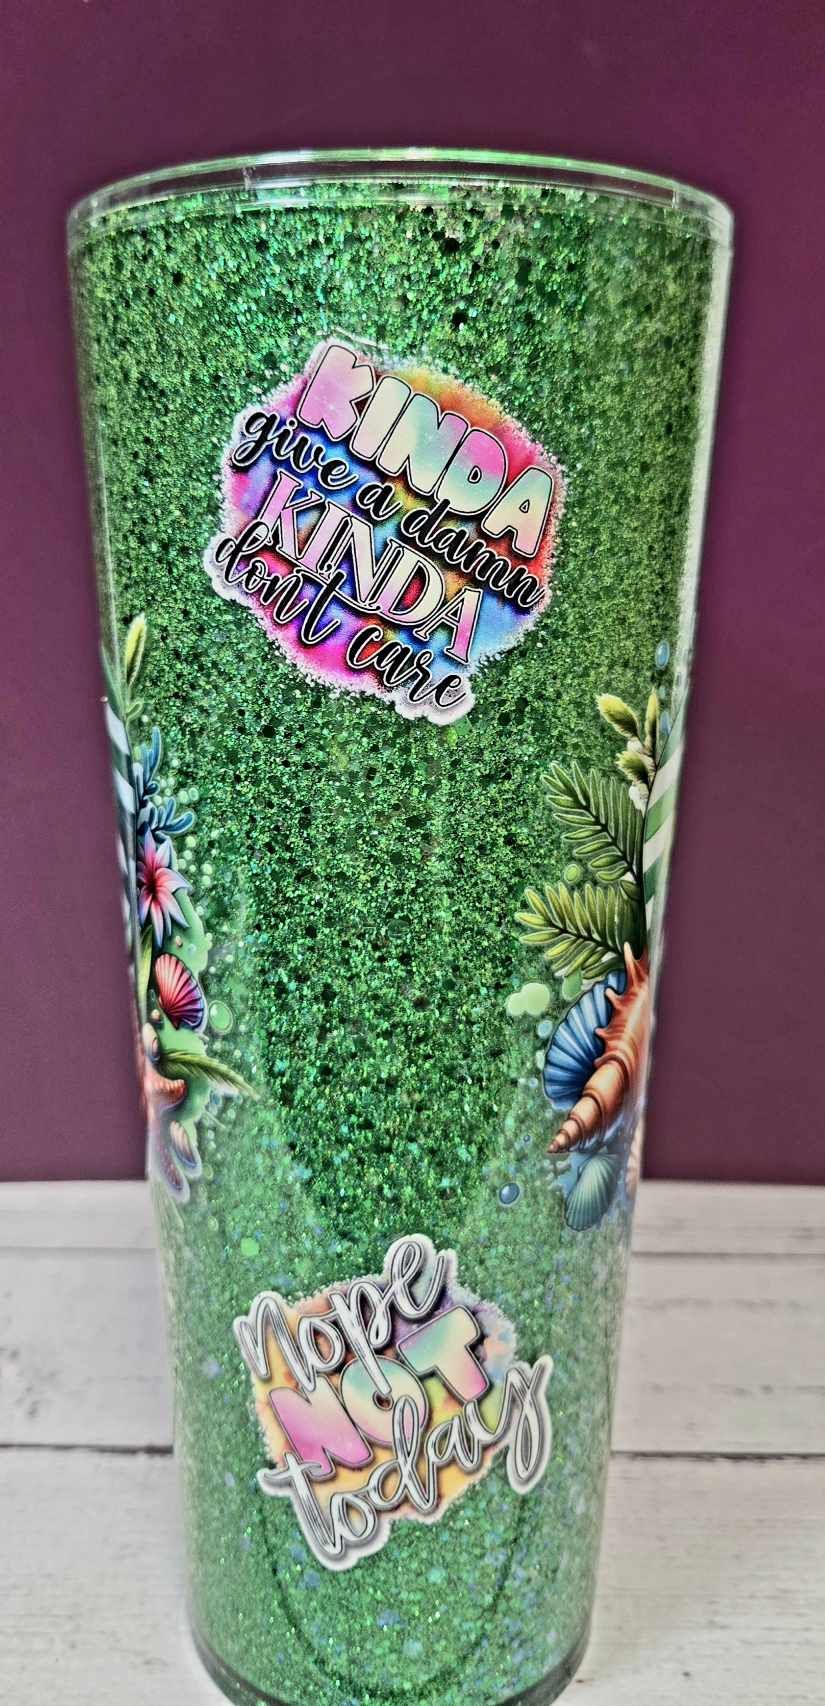 KINDA
give a damn
KINDA
don't care
nope
NOT
today